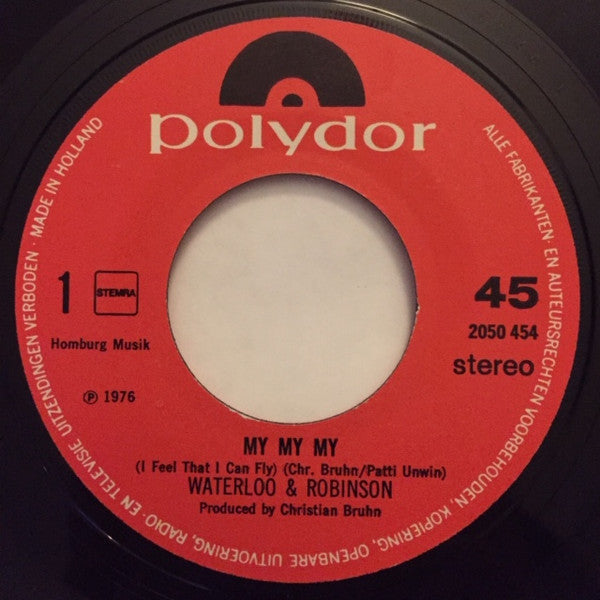 polydor
ALLE FABRIKANTEN- EN AUTEURSRECHTEN VOORBEHOUDEN, KOPIERING, OPENBARE UITVOERING, RADIO- EN TELEVISIE UITZENDINGEN VERBODEN · MADE IN HOLLAND
1
STEMRA
45
2050 454
Homburg Musik
stereo
℗ 1976
MY MY MY
(I Feel That I Can Fly) (Chr. Bruhn/Patti Unwin)
WATERLOO & ROBINSON
Produced by Christian Bruhn